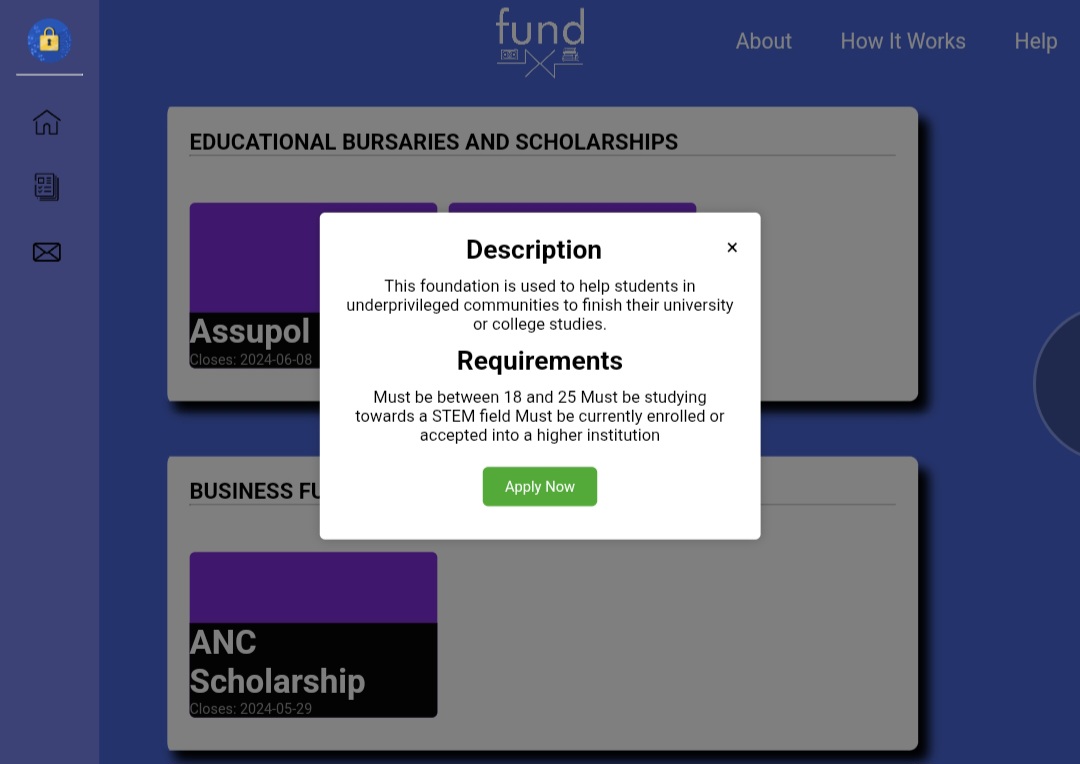 fund
About
How It Works
Help
EDUCATIONAL BURSARIES AND SCHOLARSHIPS
Assupol
Closes: 2024-06-08
Description
×
This foundation is used to help students in
underprivileged communities to finish their university
or college studies.
Requirements
Must be between 18 and 25 Must be studying
towards a STEM field Must be currently enrolled or
accepted into a higher institution
Apply Now
BUSINESS FU
ANC
Scholarship
Closes: 2024-05-29